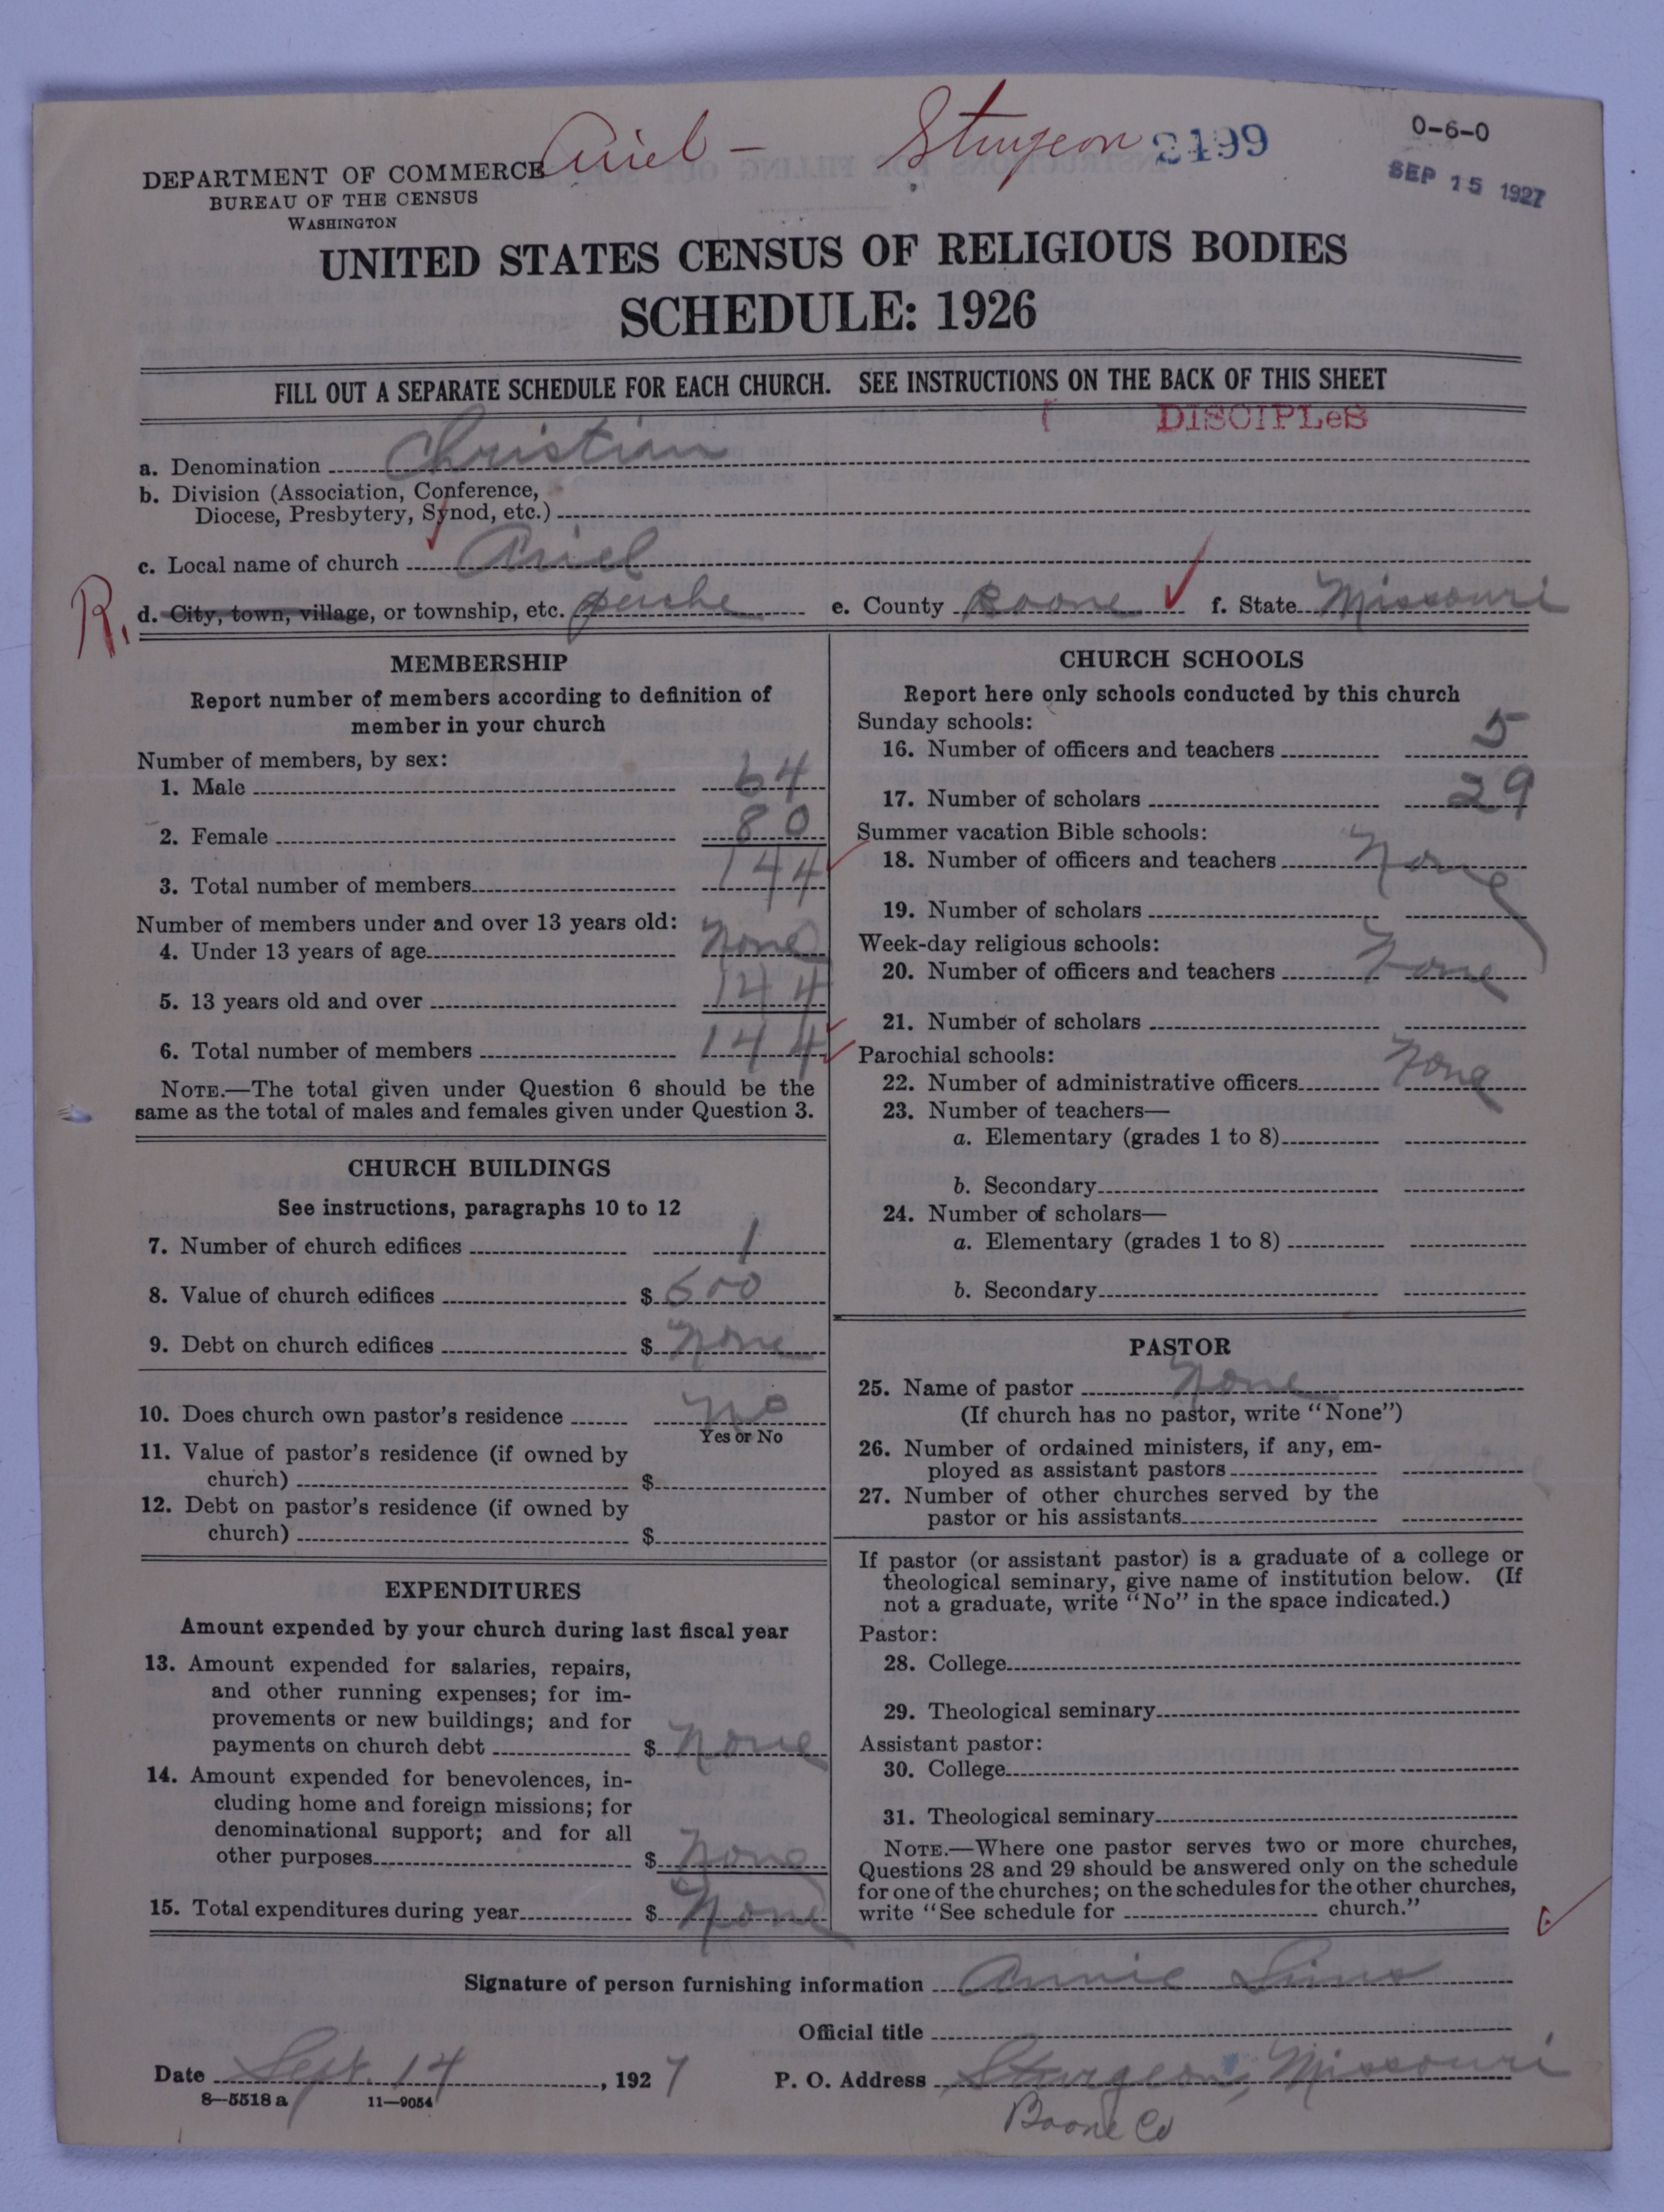 Ariel - Sturgeon 2499
0-6-0
SEP 15 1927
DEPARTMENT OF COMMERCE
BUREAU OF THE CENSUS
WASHINGTON
UNITED STATES CENSUS OF RELIGIOUS BODIES
SCHEDULE: 1926
FILL OUT A SEPARATE SCHEDULE FOR EACH CHURCH. SEE INSTRUCTIONS ON THE BACK OF THIS SHEET
DISCIPLeS
a. Denomination Christian
b. Division (Association, Conference,
Diocese, Presbytery, Synod, etc.)
c. Local name of church Ariel
R. d. City, town, village, or township, etc. perche e. County Boone f. State Missouri
MEMBERSHIP
Report number of members according to definition of
member in your church
Number of members, by sex:
1. Male 64
2. Female 80
3. Total number of members 144
Number of members under and over 13 years old:
4. Under 13 years of age None
5. 13 years old and over 144
6. Total number of members 144
NOTE.—The total given under Question 6 should be the
same as the total of males and females given under Question 3.
CHURCH BUILDINGS
See instructions, paragraphs 10 to 12
7. Number of church edifices 1
8. Value of church edifices $ 600
9. Debt on church edifices $ None
10. Does church own pastor's residence No
Yes or No
11. Value of pastor's residence (if owned by
church) $
12. Debt on pastor's residence (if owned by
church) $
EXPENDITURES
Amount expended by your church during last fiscal year
13. Amount expended for salaries, repairs,
and other running expenses; for im-
provements or new buildings; and for
payments on church debt $ None
14. Amount expended for benevolences, in-
cluding home and foreign missions; for
denominational support; and for all
other purposes $ None
15. Total expenditures during year $ None
CHURCH SCHOOLS
Report here only schools conducted by this church
Sunday schools:
16. Number of officers and teachers 5
17. Number of scholars 29
Summer vacation Bible schools:
18. Number of officers and teachers None
19. Number of scholars
Week-day religious schools:
20. Number of officers and teachers None
21. Number of scholars
Parochial schools:
22. Number of administrative officers None
23. Number of teachers—
a. Elementary (grades 1 to 8)
b. Secondary
24. Number of scholars—
a. Elementary (grades 1 to 8)
b. Secondary
PASTOR
25. Name of pastor None
(If church has no pastor, write "None")
26. Number of ordained ministers, if any, em-
ployed as assistant pastors
27. Number of other churches served by the
pastor or his assistants
If pastor (or assistant pastor) is a graduate of a college or
theological seminary, give name of institution below. (If
not a graduate, write "No" in the space indicated.)
Pastor:
28. College
29. Theological seminary
Assistant pastor:
30. College
31. Theological seminary
NOTE.—Where one pastor serves two or more churches,
Questions 28 and 29 should be answered only on the schedule
for one of the churches; on the schedules for the other churches,
write "See schedule for church."
Signature of person furnishing information Annie Sims
Official title
Date Sept. 14, 1927 P. O. Address Sturgeon, Missouri
8—5518 a 11—9054
Boone Co